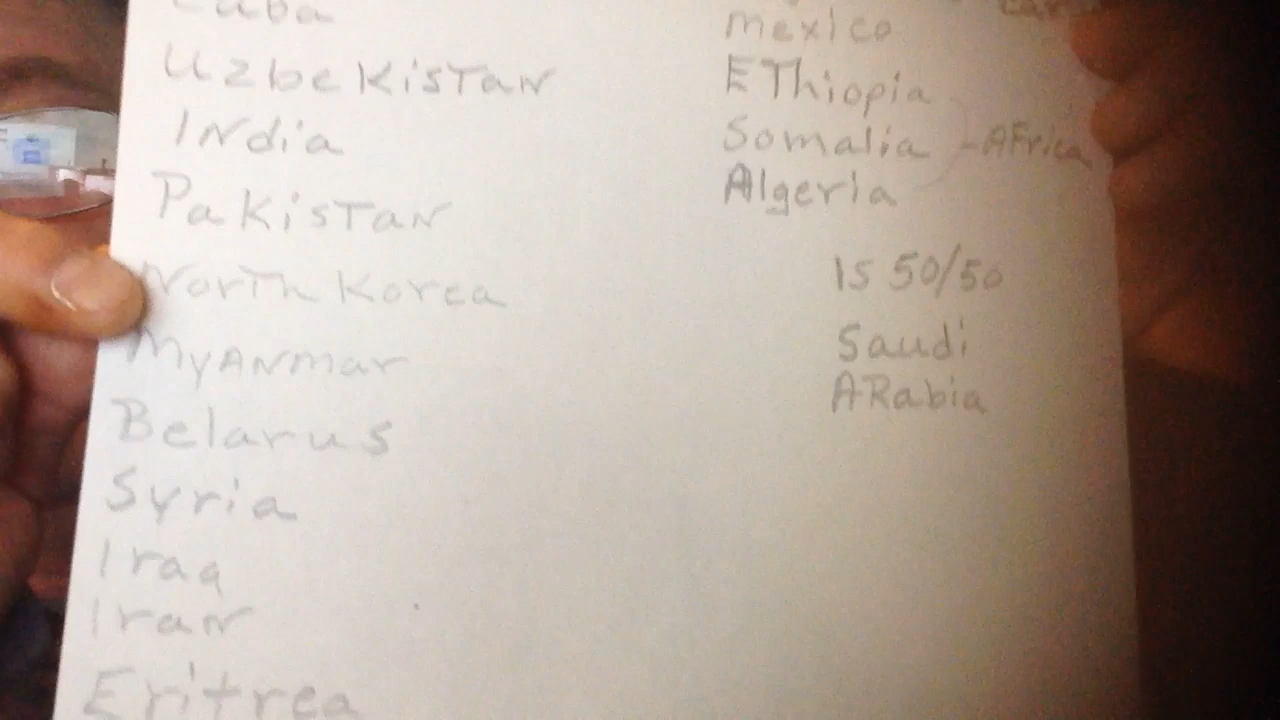 Cuba
UzbeKisTaN
INdia
PaKisTaN
North Korea
MyANmar
Belarus
Syria
Iraq
IraN
Eritrea
Mexico
EThiopia
Somalia - AFrica
Algeria
IS 50/50
Saudi
ARabia